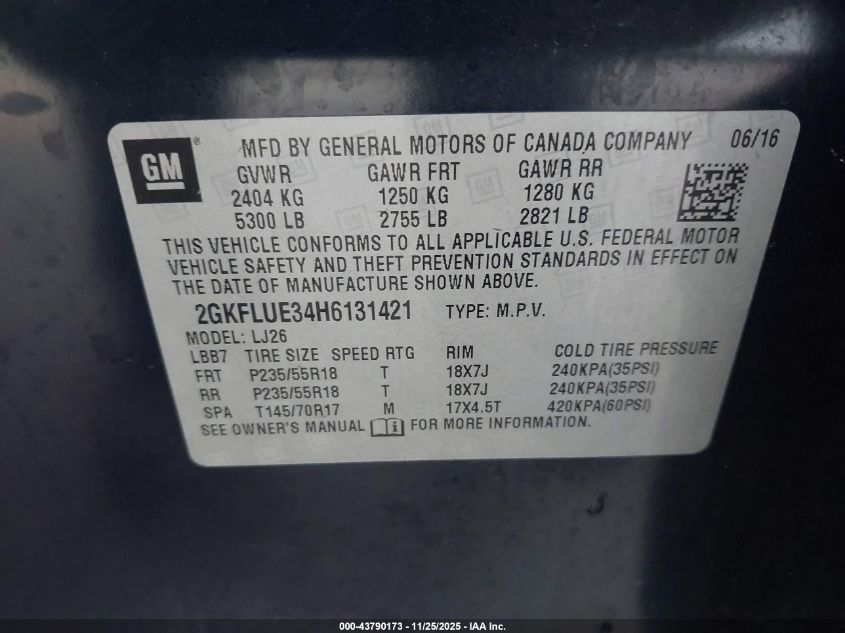 GM ® MFD BY GENERAL MOTORS OF CANADA COMPANY 06/16
GVWR GAWR FRT GAWR RR
2404 KG 1250 KG 1280 KG
5300 LB 2755 LB 2821 LB
THIS VEHICLE CONFORMS TO ALL APPLICABLE U.S. FEDERAL MOTOR
VEHICLE SAFETY AND THEFT PREVENTION STANDARDS IN EFFECT ON
THE DATE OF MANUFACTURE SHOWN ABOVE.
2GKFLUE34H6131421 TYPE: M.P.V.
MODEL: LJ26
LBB7 TIRE SIZE SPEED RTG RIM COLD TIRE PRESSURE
FRT P235/55R18 T 18X7J 240KPA(35PSI)
RR P235/55R18 T 18X7J 240KPA(35PSI)
SPA T145/70R17 M 17X4.5T 420KPA(60PSI)
SEE OWNER'S MANUAL FOR MORE INFORMATION.
000-43790173 - 11/25/2025 - IAA Inc.